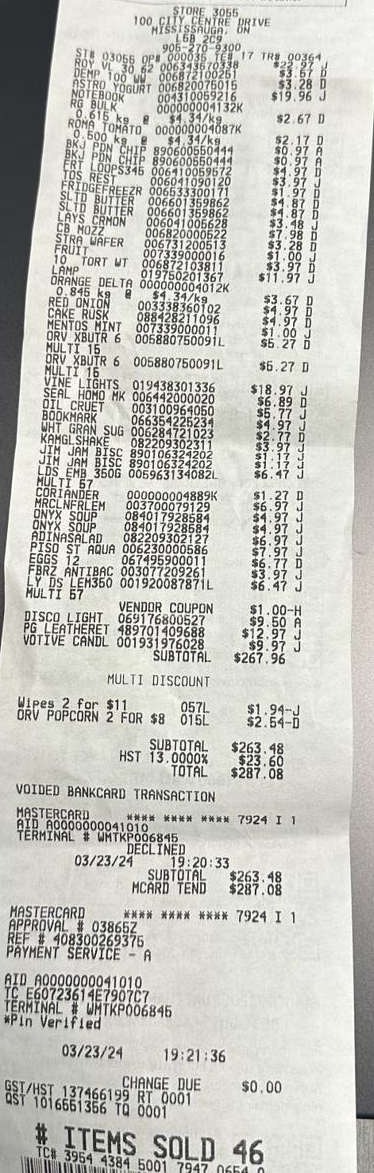 STORE 3055
100 CITY CENTRE DRIVE
MISSISSAUGA, ON
L5B 2C9
905-270-9300
ST# 03055 OP# 000035 TE# 17 TR# 00364
ROY VL 30 62 006343570338 $22.97 J
DEMP 100 WW 006872100251 $3.67 D
ASTRO YOGURT 006820075015 $3.28 D
NOTEBOOK 004310059216 $19.96 J
RG BULK 000000004132K
0.615 kg @ $4.34/kg $2.67 D
ROMA TOMATO 000000004087K
0.500 kg @ $4.34/kg $2.17 D
BKJ PDN CHIP 890600550444 $0.97 A
BKJ PDN CHIP 890600550444 $0.97 A
FRT LOOPS345 006410059572 $4.97 D
TDS REST 006041090120 $3.97 J
FRIDGEFREEZR 006533300171 $1.97 D
SLTD BUTTER 006601359862 $4.87 D
SLTD BUTTER 006601359862 $4.87 D
LAYS CRMON 006041005628 $3.48 J
CB MOZZ 006820000522 $7.98 D
STRA WAFER 006731200513 $3.28 D
FRUIT 007339000016 $1.00 J
10" TORT WT 006872103811 $3.97 D
LAMP 019750201367 $11.97 J
ORANGE DELTA 000000004012K
0.845 kg @ $4.34/kg $3.67 D
RED ONION 003338360102 $4.97 D
CAKE RUSK 088428211096 $4.97 D
MENTOS MINT 007339000011 $1.00 J
ORV XBUTR 6 005880750091L $5.27 D
MULTI 15
ORV XBUTR 6 005880750091L $5.27 D
MULTI 15
VINE LIGHTS 019438301336 $18.97 J
SEAL HOMO MK 006442000020 $6.89 D
OIL CRUET 003100964050 $5.77 J
BOOKMARK 066354225234 $4.97 J
WHT GRAN SUG 006284721023 $2.77 D
KAMGLSHAKE 082209302311 $3.97 J
JIM JAM BISC 890106324202 $1.17 J
JIM JAM BISC 890106324202 $1.17 J
LDS EMB 350G 005963134082L $6.47 J
MULTI 57
CORIANDER 000000004889K $1.27 D
MRCLNFRLEM 003700079129 $6.97 J
ONYX SOUP 084017928584 $4.97 J
ONYX SOUP 084017928584 $4.97 J
ADINASALAD 082209302127 $6.97 J
PISO ST AQUA 006230000586 $7.97 J
EGGS 12 067495900011 $6.77 D
FBRZ ANTIBAC 003077209261 $3.97 J
LY DS LEM350 001920087871L $6.47 J
MULTI 57
VENDOR COUPON $1.00-H
DISCO LIGHT 069176800527 $9.50 A
PG LEATHERET 489701409688 $12.97 J
VOTIVE CANDL 001931976028 $9.97 J
SUBTOTAL $267.96
MULTI DISCOUNT
Wipes 2 for $11 057L $1.94-J
ORV POPCORN 2 FOR $8 015L $2.54-D
SUBTOTAL $263.48
HST 13.0000% $23.60
TOTAL $287.08
VOIDED BANKCARD TRANSACTION
MASTERCARD **** **** **** 7924 I 1
AID A0000000041010
TERMINAL # WMTKP006845
DECLINED
03/23/24 19:20:33
SUBTOTAL $263.48
MCARD TEND $287.08
MASTERCARD **** **** **** 7924 I 1
APPROVAL # 03865Z
REF # 408300269375
PAYMENT SERVICE - A
AID A0000000041010
TC E60723614E7907C7
TERMINAL # WMTKP006845
*Pin Verified
03/23/24 19:21:36
CHANGE DUE $0.00
GST/HST 137466199 RT 0001
QST 1016551356 TQ 0001
# ITEMS SOLD 46
TC# 3954 4384 5001 7947 0654 0